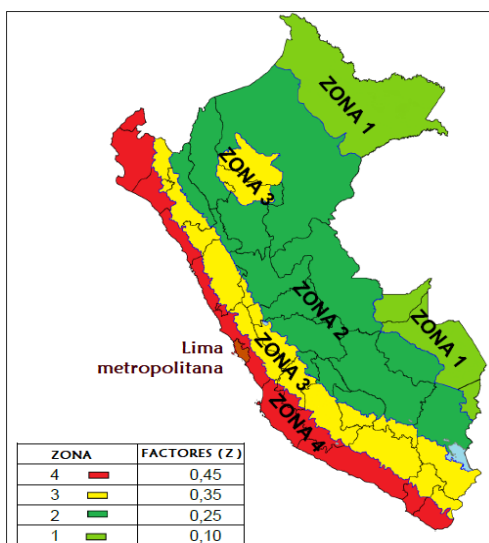 ZONA 1
ZONA 3
ZONA 2
ZONA 1
Lima
metropolitana
ZONA 3
ZONA 4
ZONA FACTORES ( Z )
4 0,45
3 0,35
2 0,25
1 0,10